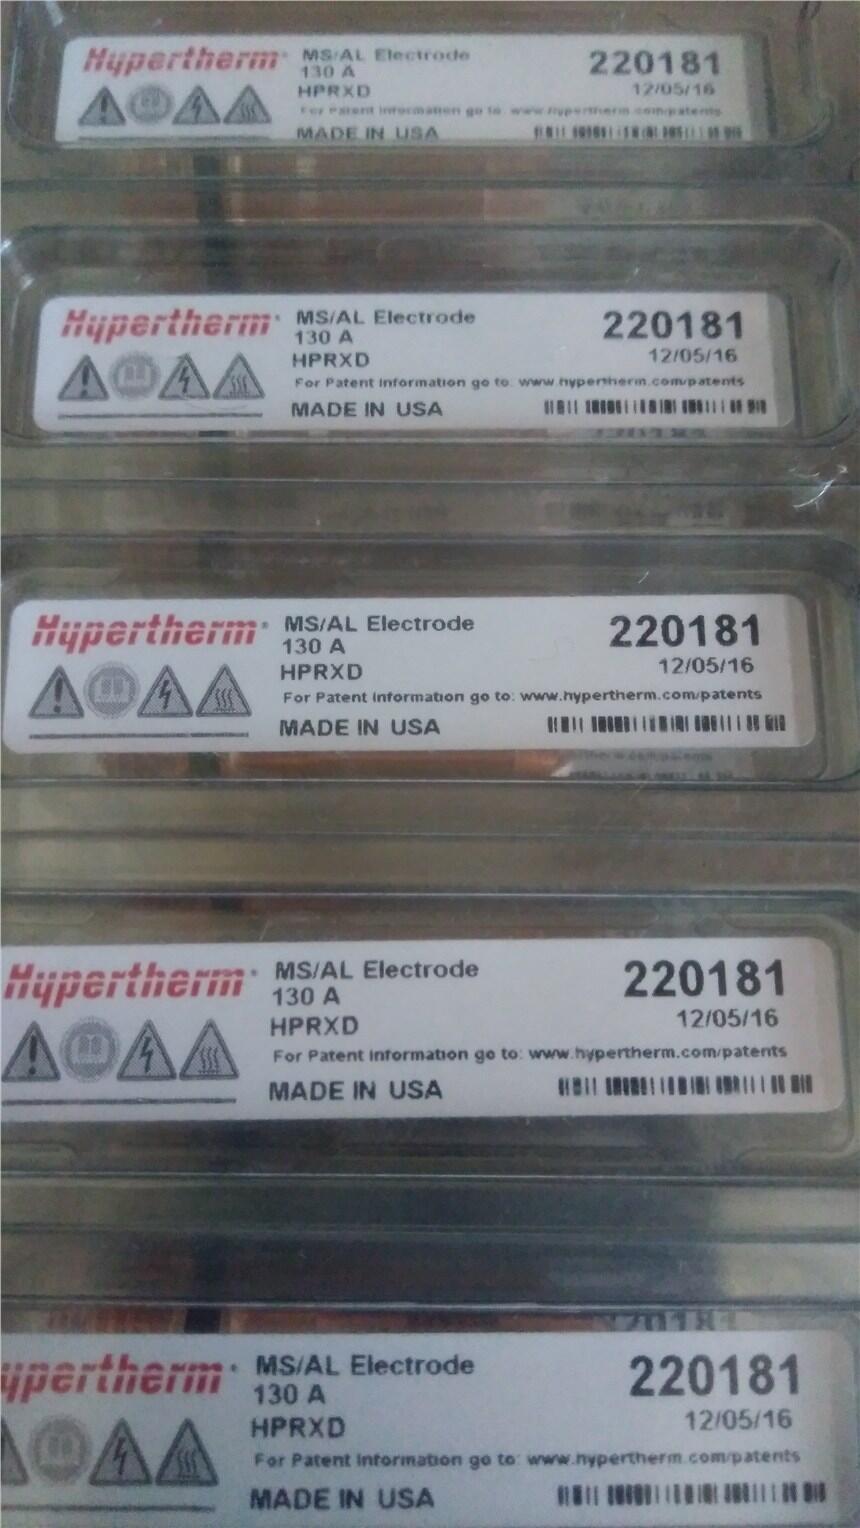 Hypertherm MS/AL Electrode 220181
130 A
HPRXD 12/05/16
For Patent Information go to: www.hypertherm.com/patents
MADE IN USA
Hypertherm MS/AL Electrode 220181
130 A
HPRXD 12/05/16
For Patent Information go to: www.hypertherm.com/patents
MADE IN USA
Hypertherm MS/AL Electrode 220181
130 A
HPRXD 12/05/16
For Patent Information go to: www.hypertherm.com/patents
MADE IN USA
Hypertherm MS/AL Electrode 220181
130 A
HPRXD 12/05/16
For Patent Information go to: www.hypertherm.com/patents
MADE IN USA
220181
ypertherm MS/AL Electrode 220181
130 A
HPRXD 12/05/16
For Patent Information go to: www.hypertherm.com/patents
MADE IN USA